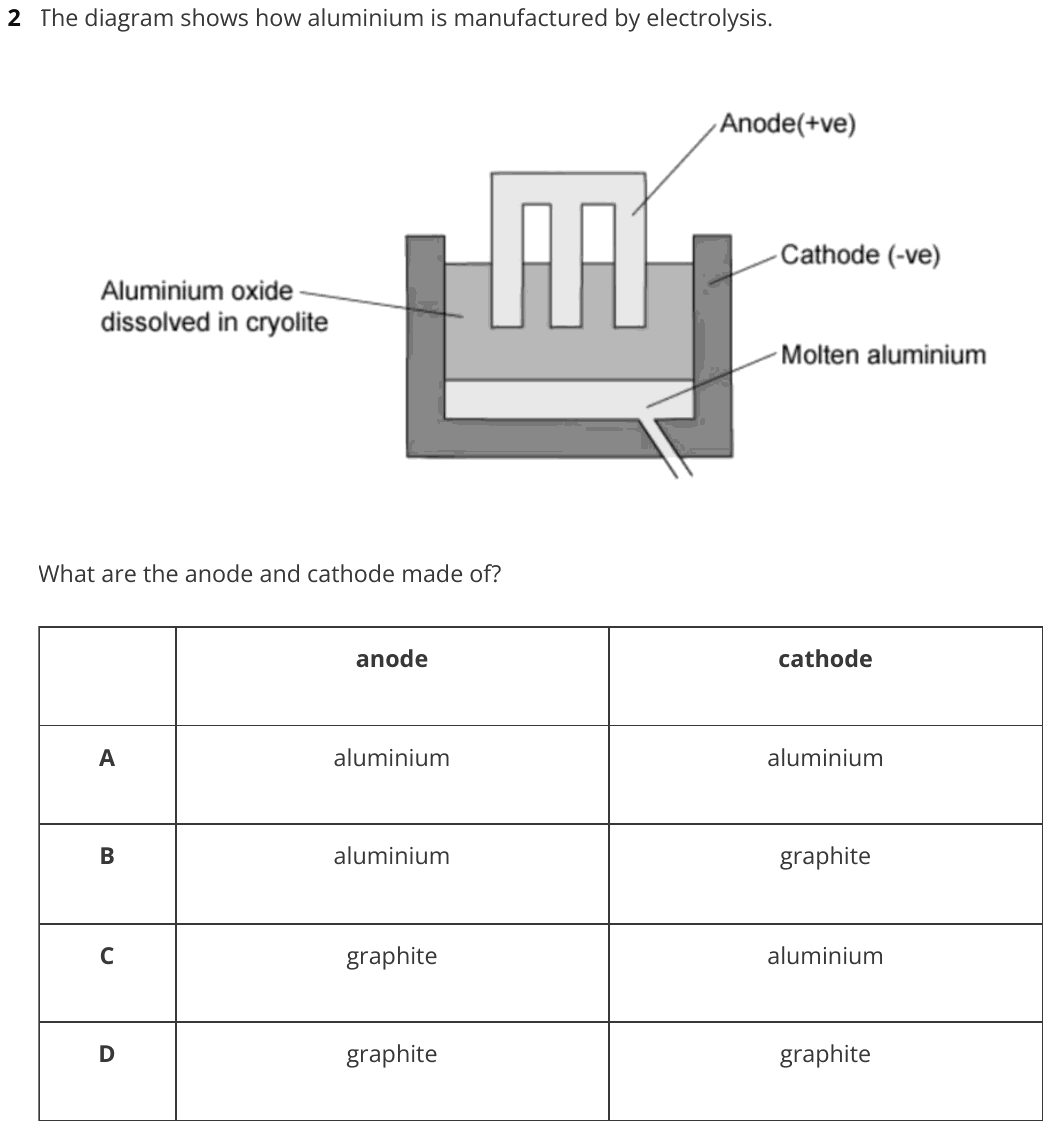 2 The diagram shows how aluminium is manufactured by electrolysis.
Anode(+ve)
Cathode (-ve)
Aluminium oxide
dissolved in cryolite
Molten aluminium
What are the anode and cathode made of?
anode cathode
A aluminium aluminium
B aluminium graphite
C graphite aluminium
D graphite graphite